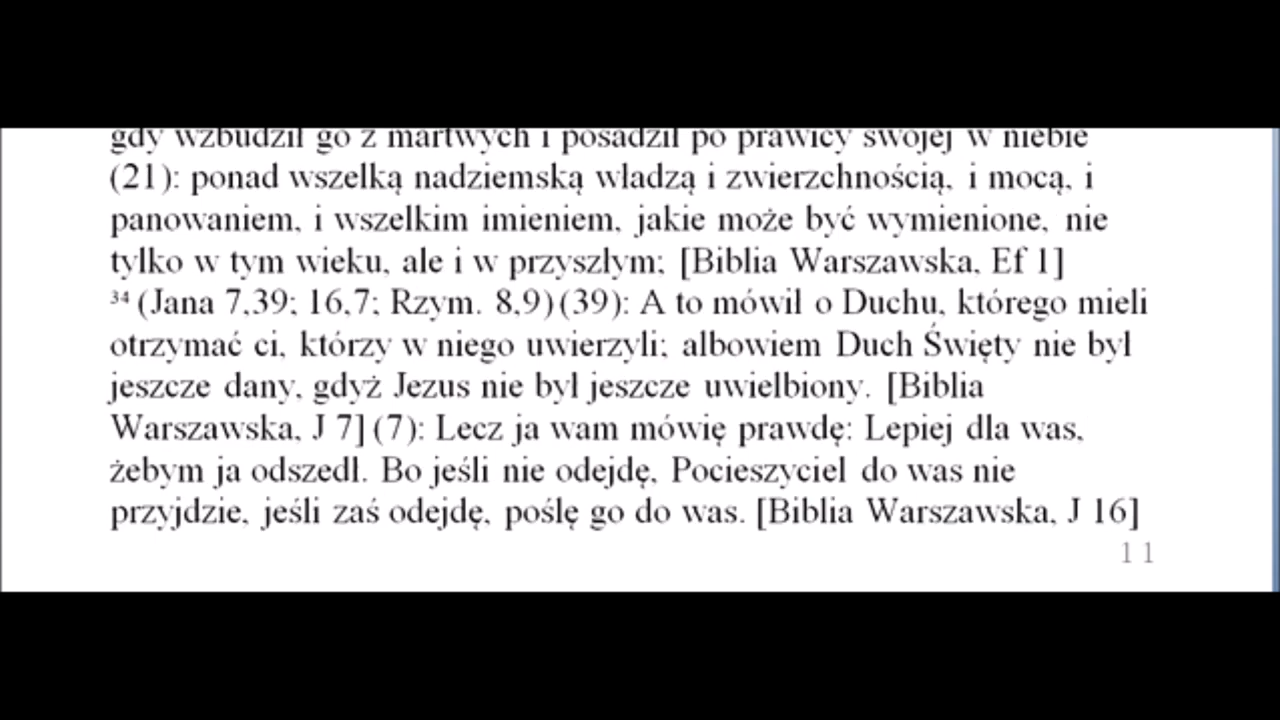 gdy wzbudził go z martwych i posadził po prawicy swojej w niebie
(21): ponad wszelką nadziemską władzą i zwierzchnością, i mocą, i
panowaniem, i wszelkim imieniem, jakie może być wymienione, nie
tylko w tym wieku, ale i w przyszłym; [Biblia Warszawska, Ef 1]
³⁴ (Jana 7,39; 16,7; Rzym. 8,9)(39): A to mówił o Duchu, którego mieli
otrzymać ci, którzy w niego uwierzyli; albowiem Duch Święty nie był
jeszcze dany, gdyż Jezus nie był jeszcze uwielbiony. [Biblia
Warszawska, J 7] (7): Lecz ja wam mówię prawdę: Lepiej dla was,
żebym ja odszedł. Bo jeśli nie odejdę, Pocieszyciel do was nie
przyjdzie, jeśli zaś odejdę, poślę go do was. [Biblia Warszawska, J 16]
11